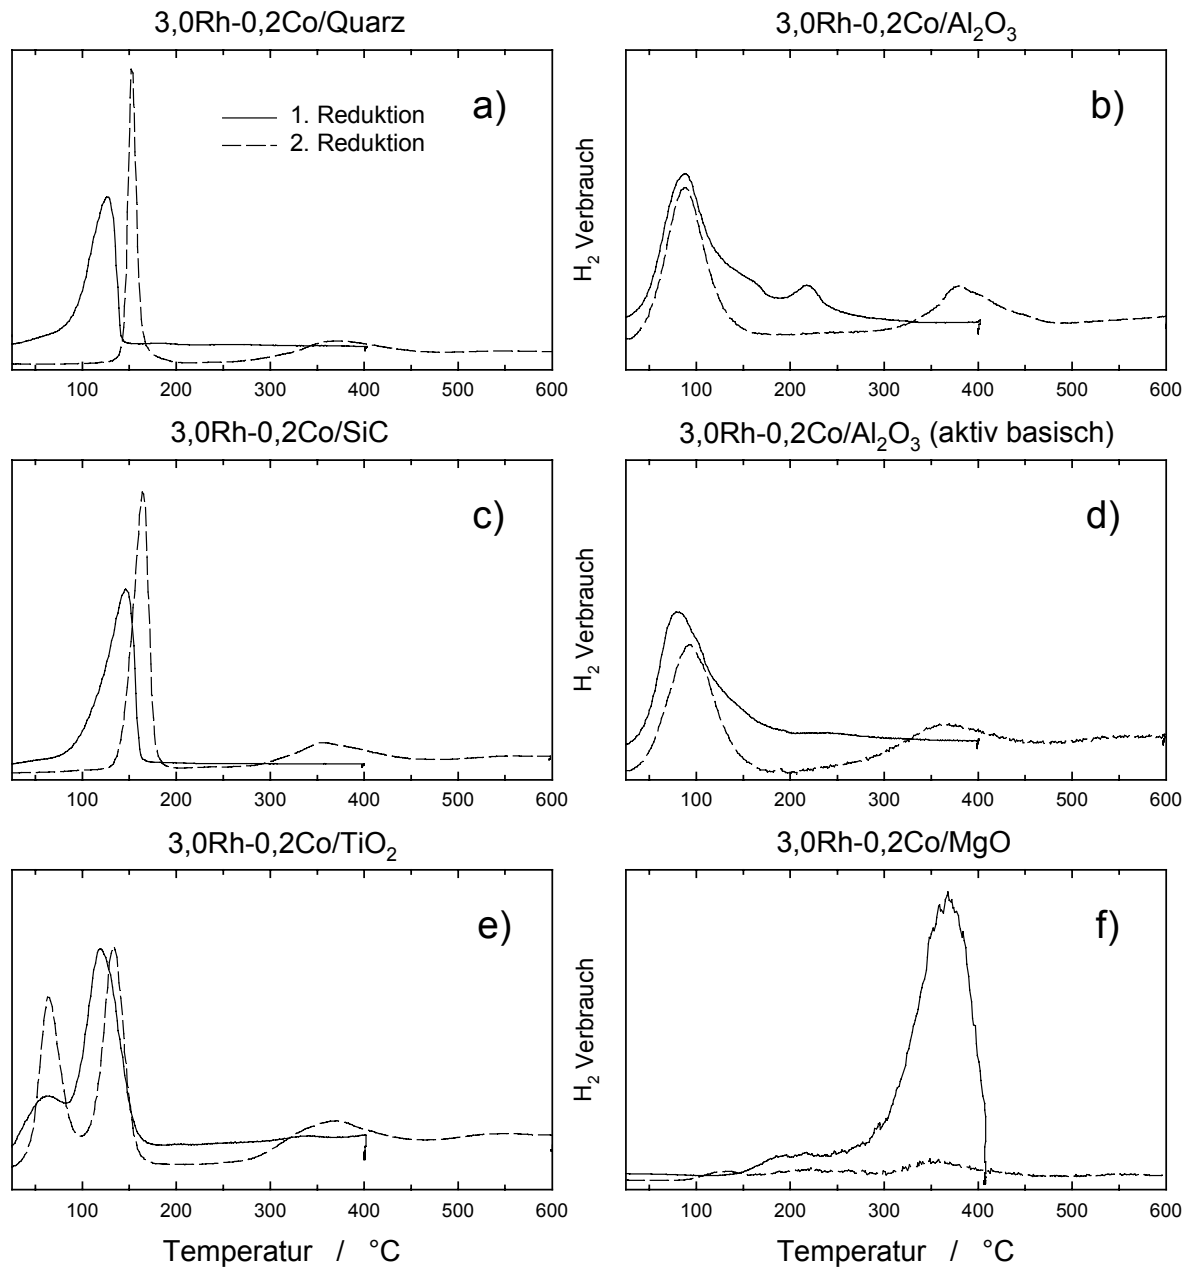 3,0Rh-0,2Co/Quarz
a)
1. Reduktion
2. Reduktion
100 200 300 400 500 600
3,0Rh-0,2Co/Al₂O₃
b)
H₂ Verbrauch
100 200 300 400 500 600
3,0Rh-0,2Co/SiC
c)
100 200 300 400 500 600
3,0Rh-0,2Co/Al₂O₃ (aktiv basisch)
d)
H₂ Verbrauch
100 200 300 400 500 600
3,0Rh-0,2Co/TiO₂
e)
100 200 300 400 500 600
Temperatur / °C
3,0Rh-0,2Co/MgO
f)
H₂ Verbrauch
100 200 300 400 500 600
Temperatur / °C